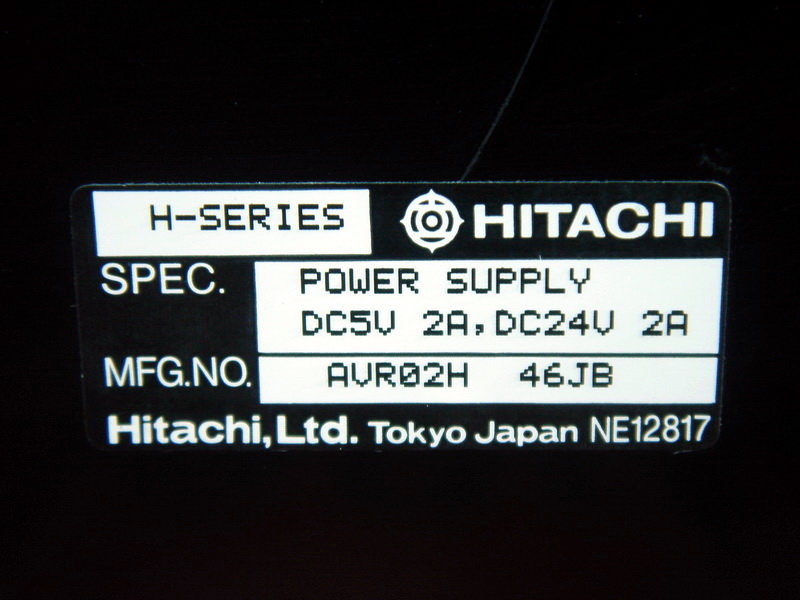 H-SERIES HITACHI
SPEC. POWER SUPPLY
DC5V 2A, DC24V 2A
MFG.NO. AVR02H 46JB
Hitachi, Ltd. Tokyo Japan NE12817